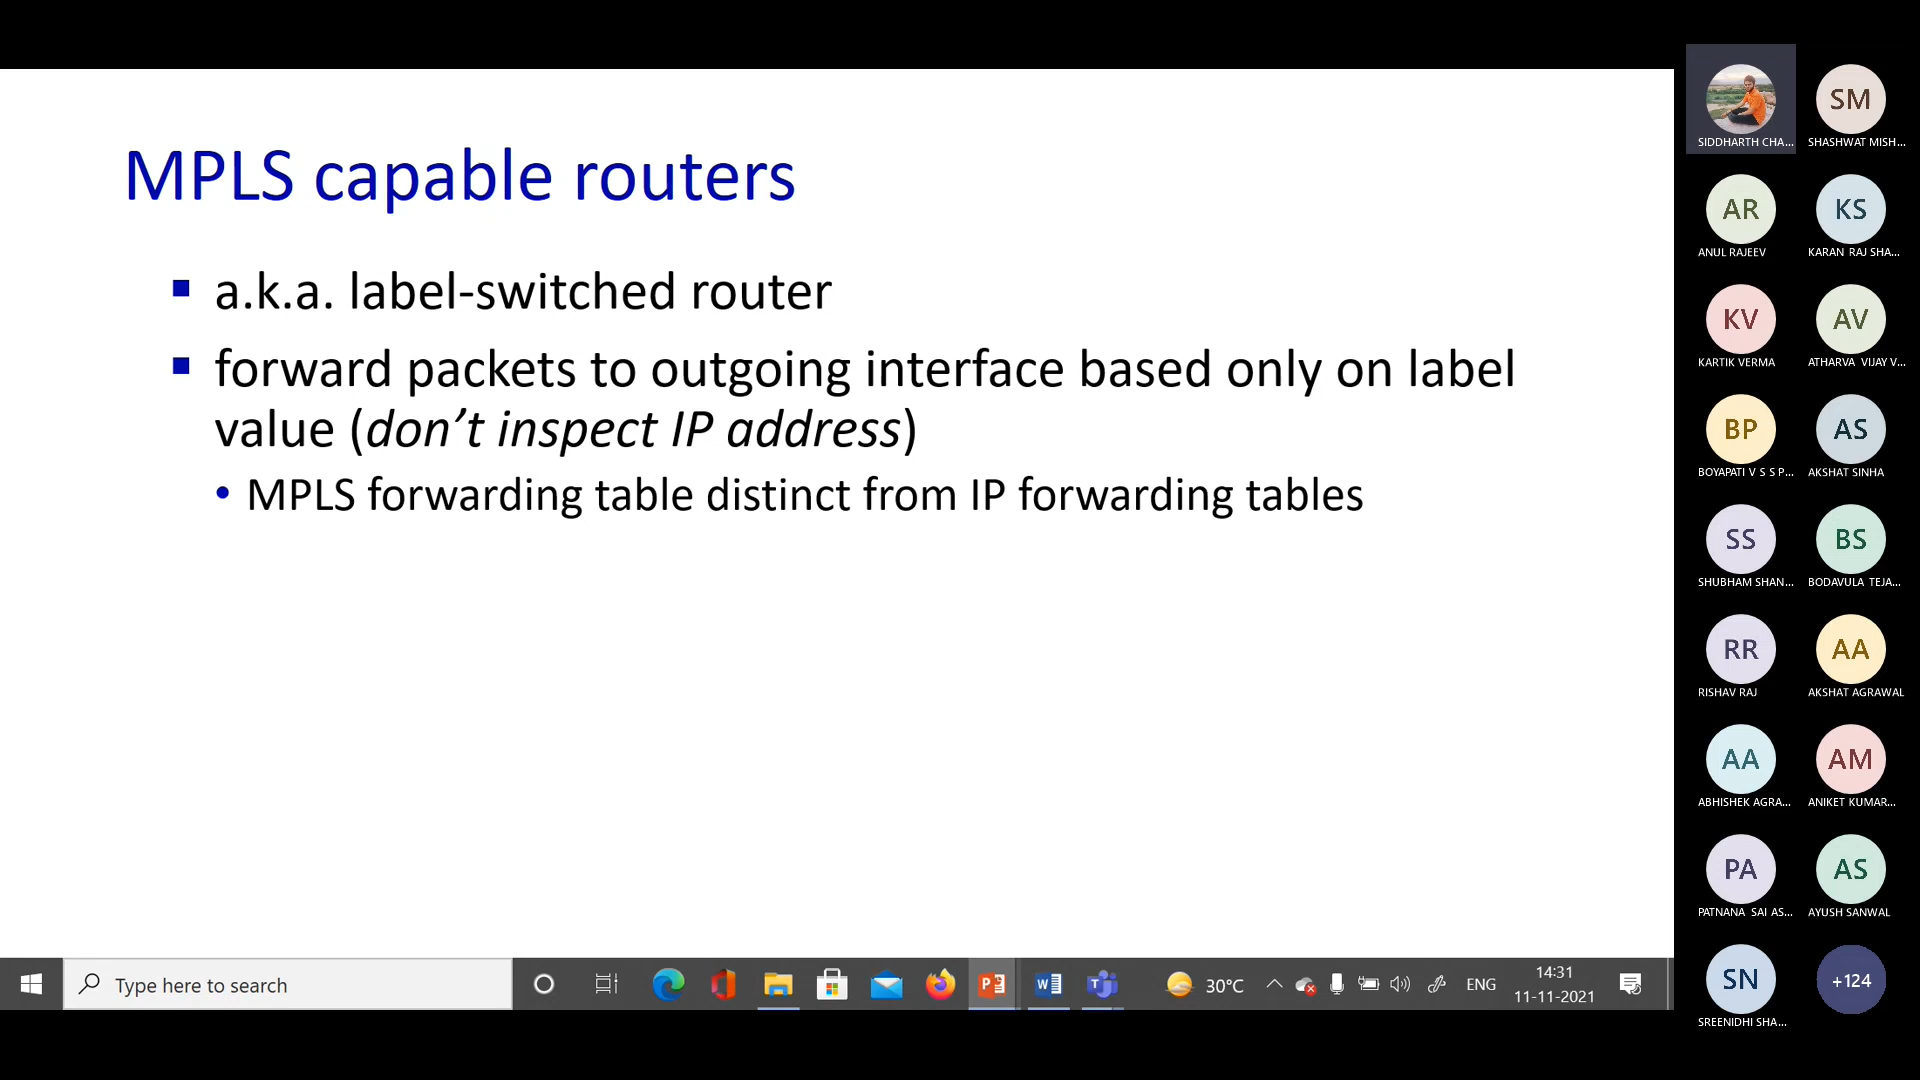 MPLS capable routers
a.k.a. label-switched router
forward packets to outgoing interface based only on label
value (don't inspect IP address)
MPLS forwarding table distinct from IP forwarding tables
SIDDHARTH CHA...
SM
SHASHWAT MISH...
AR
ANUL RAJEEV
KS
KARAN RAJ SHA...
KV
KARTIK VERMA
AV
ATHARVA VIJAY V...
BP
BOYAPATI V S S P...
AS
AKSHAT SINHA
SS
SHUBHAM SHAN...
BS
BODAVULA TEJA...
RR
RISHAV RAJ
AA
AKSHAT AGRAWAL
AA
ABHISHEK AGRA...
AM
ANIKET KUMAR...
PA
PATNANA SAI AS...
AS
AYUSH SANWAL
SN
SREENIDHI SHA...
+124
Type here to search
30°C
ENG
14:31
11-11-2021